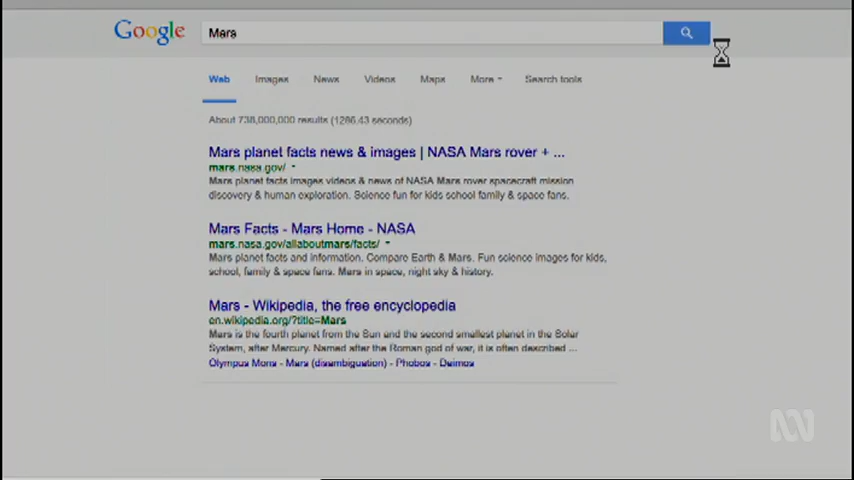 Google Mars
Web Images News Videos Maps More Search tools
About 738,000,000 results (1286.43 seconds)
Mars planet facts news & images | NASA Mars rover + ...
mars.nasa.gov/
Mars planet facts images videos & news of NASA Mars rover spacecraft mission
discovery & human exploration. Science fun for kids school family & space fans.
Mars Facts - Mars Home - NASA
mars.nasa.gov/allaboutmars/facts/
Mars planet facts and information. Compare Earth & Mars. Fun science images for kids,
school, family & space fans. Mars in space, night sky & history.
Mars - Wikipedia, the free encyclopedia
en.wikipedia.org/?title=Mars
Mars is the fourth planet from the Sun and the second smallest planet in the Solar
System, after Mercury. Named after the Roman god of war, it is often described ...
Olympus Mons - Mars (disambiguation) - Phobos - Deimos